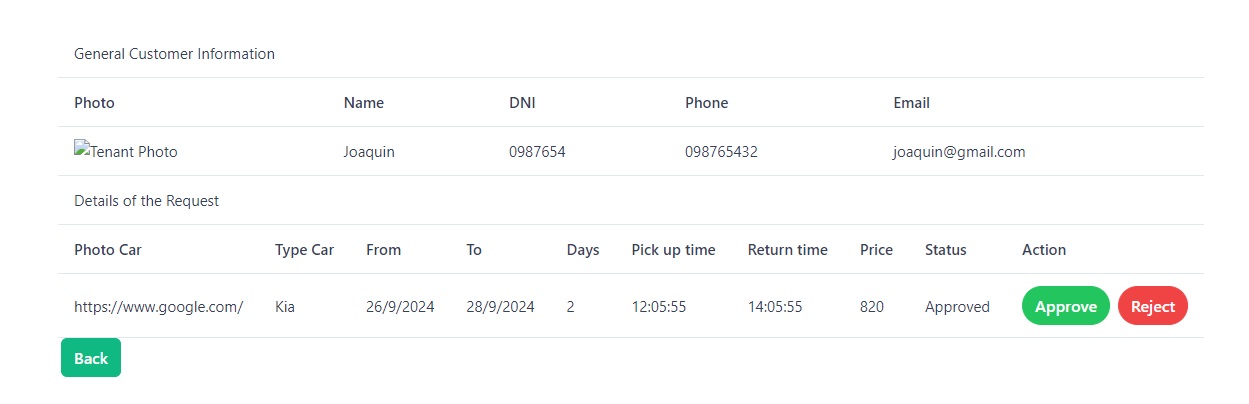 General Customer Information
Photo Name DNI Phone Email
Tenant Photo Joaquin 0987654 098765432 joaquin@gmail.com
Details of the Request
Photo Car Type Car From To Days Pick up time Return time Price Status Action
https://www.google.com/ Kia 26/9/2024 28/9/2024 2 12:05:55 14:05:55 820 Approved Approve Reject
Back